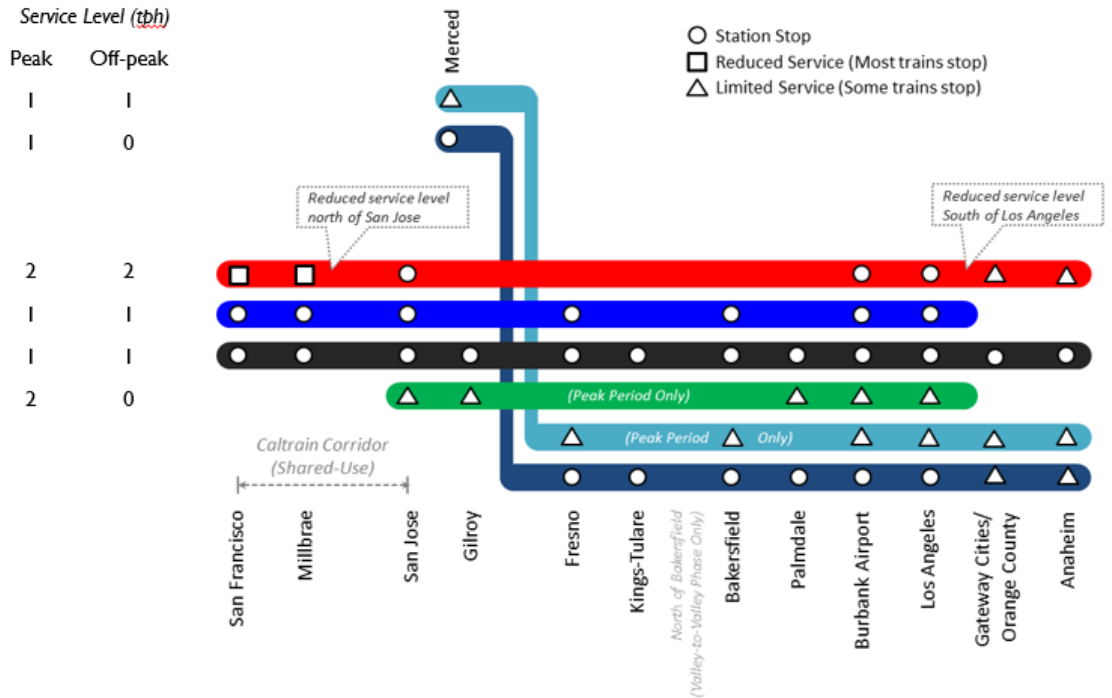 Service Level (tph)
Peak Off-peak
1 1
1 0
2 2
1 1
1 1
2 0
Merced
Station Stop
Reduced Service (Most trains stop)
Limited Service (Some trains stop)
Reduced service level
north of San Jose
Reduced service level
South of Los Angeles
(Peak Period Only)
(Peak Period Only)
Caltrain Corridor
(Shared-Use)
San Francisco
Millbrae
San Jose
Gilroy
Fresno
Kings-Tulare
North of Bakersfield
(Valley-to-Valley Phase Only)
Bakersfield
Palmdale
Burbank Airport
Los Angeles
Gateway Cities/
Orange County
Anaheim